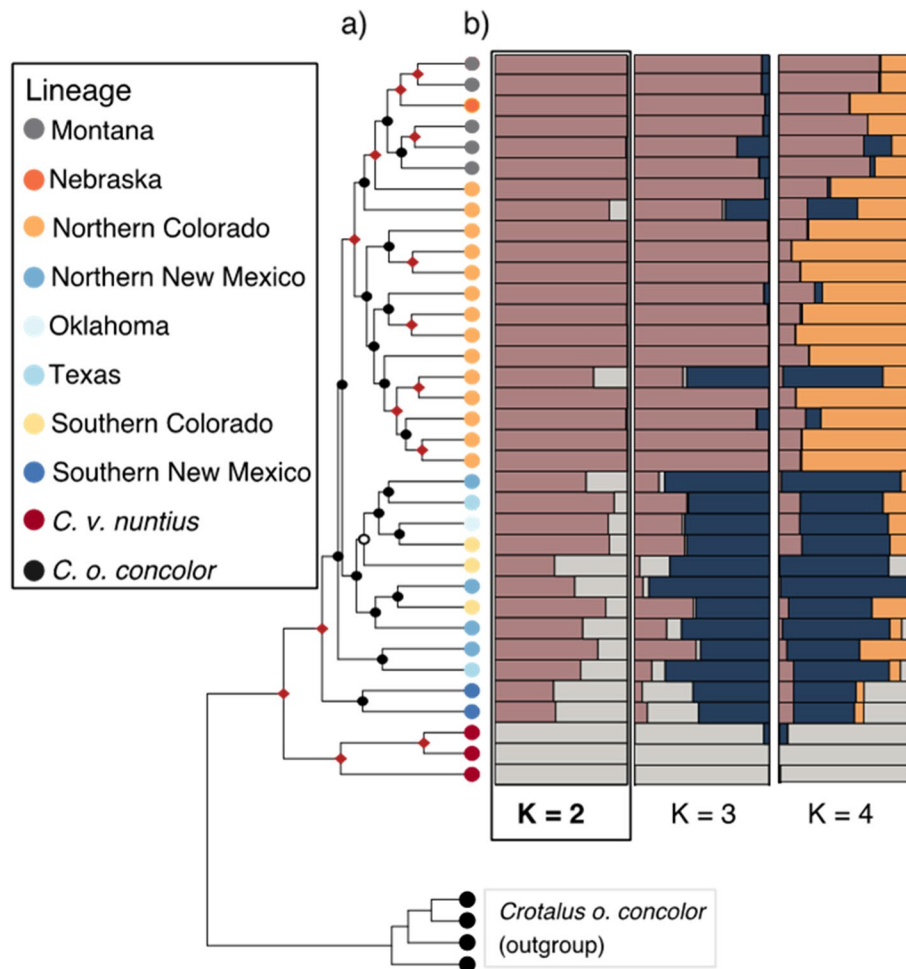 a) b)
Lineage
Montana
Nebraska
Northern Colorado
Northern New Mexico
Oklahoma
Texas
Southern Colorado
Southern New Mexico
C. v. nuntius
C. o. concolor
K = 2 K = 3 K = 4
Crotalus o. concolor
(outgroup)